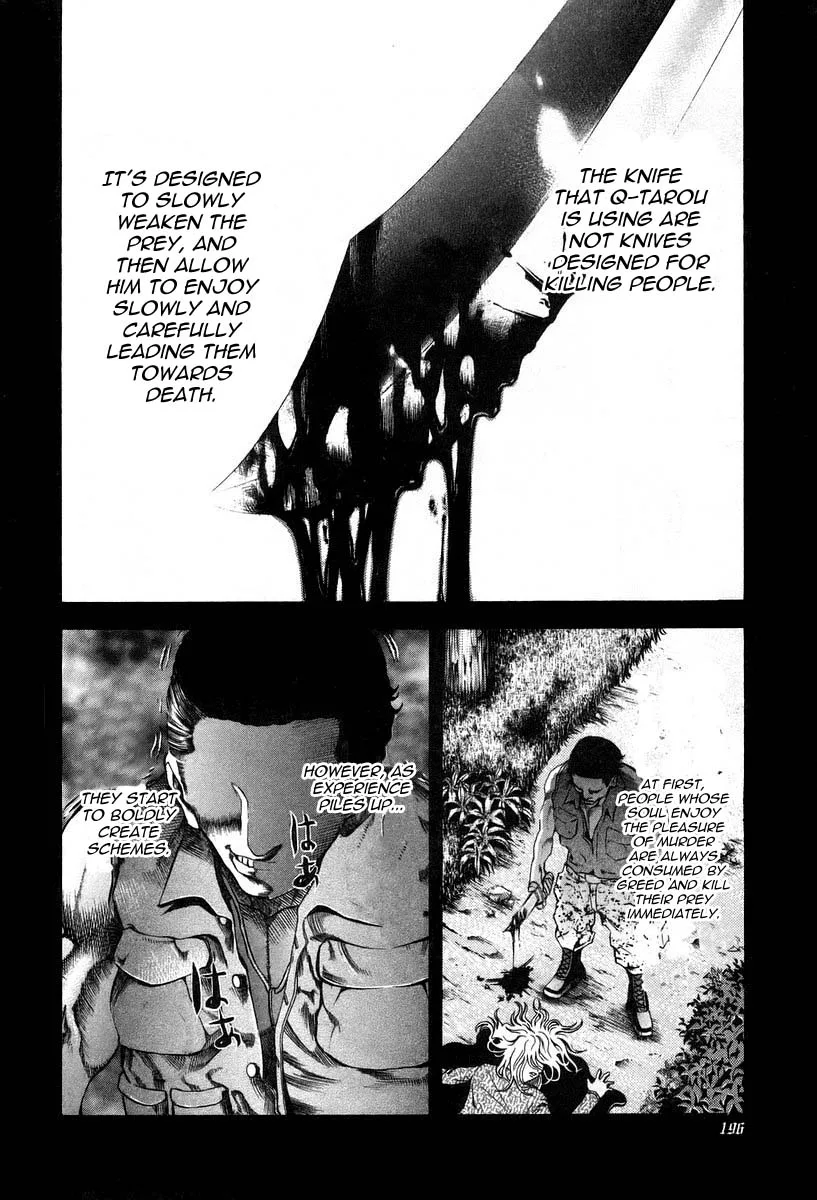 THE KNIFE
THAT Q-TAROU
IS USING ARE
NOT KNIVES
DESIGNED FOR
KILLING PEOPLE.
IT'S DESIGNED
TO SLOWLY
WEAKEN THE
PREY, AND
THEN ALLOW
HIM TO ENJOY
SLOWLY AND
CAREFULLY
LEADING THEM
TOWARDS
DEATH.
AT FIRST,
PEOPLE WHOSE
SOUL ENJOY
THE PLEASURE
OF MURDER
ARE ALWAYS
CONSUMED BY
GREED AND KILL
THEIR PREY
IMMEDIATELY.
HOWEVER, AS
EXPERIENCE
PILES UP...
はぁ
THEY START
TO BOLDLY
CREATE
SCHEMES.
はぁ
196